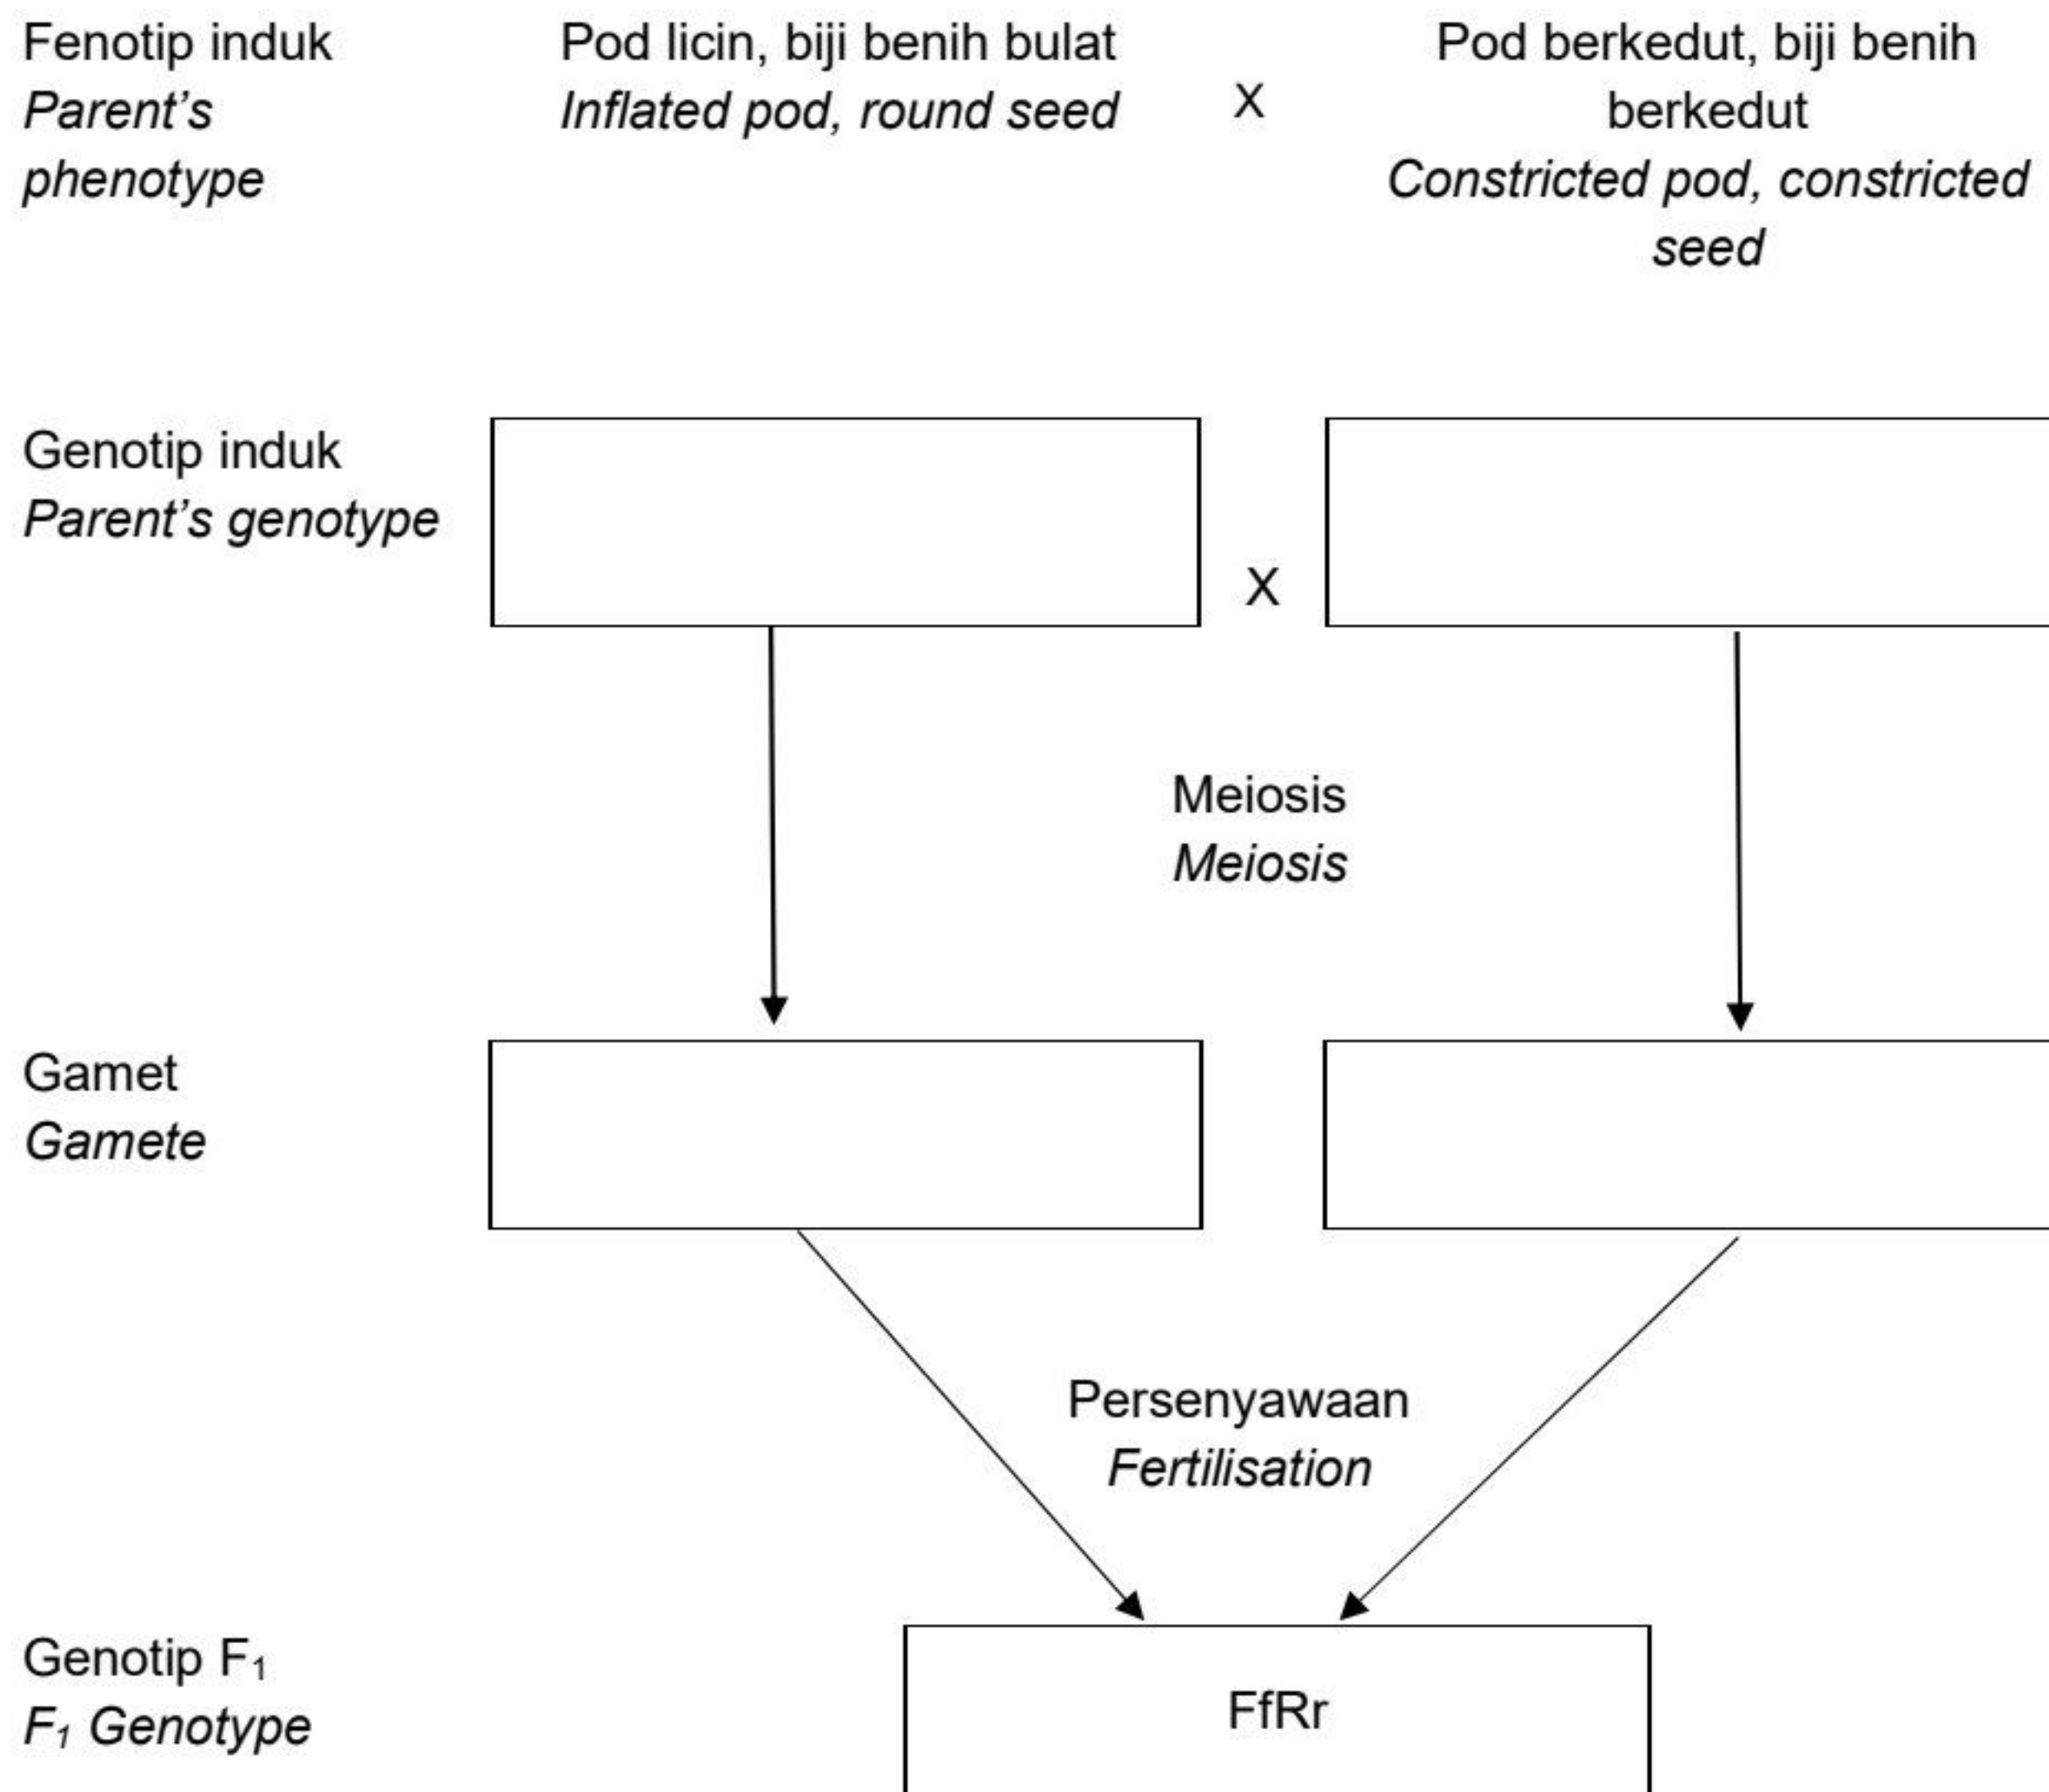 Fenotip induk
Parent's
phenotype
Pod licin, biji benih bulat
Inflated pod, round seed
X
Pod berkedut, biji benih
berkedut
Constricted pod, constricted
seed
Genotip induk
Parent's genotype
X
Meiosis
Meiosis
Gamet
Gamete
Persenyawaan
Fertilisation
Genotip F₁
F₁ Genotype
FfRr